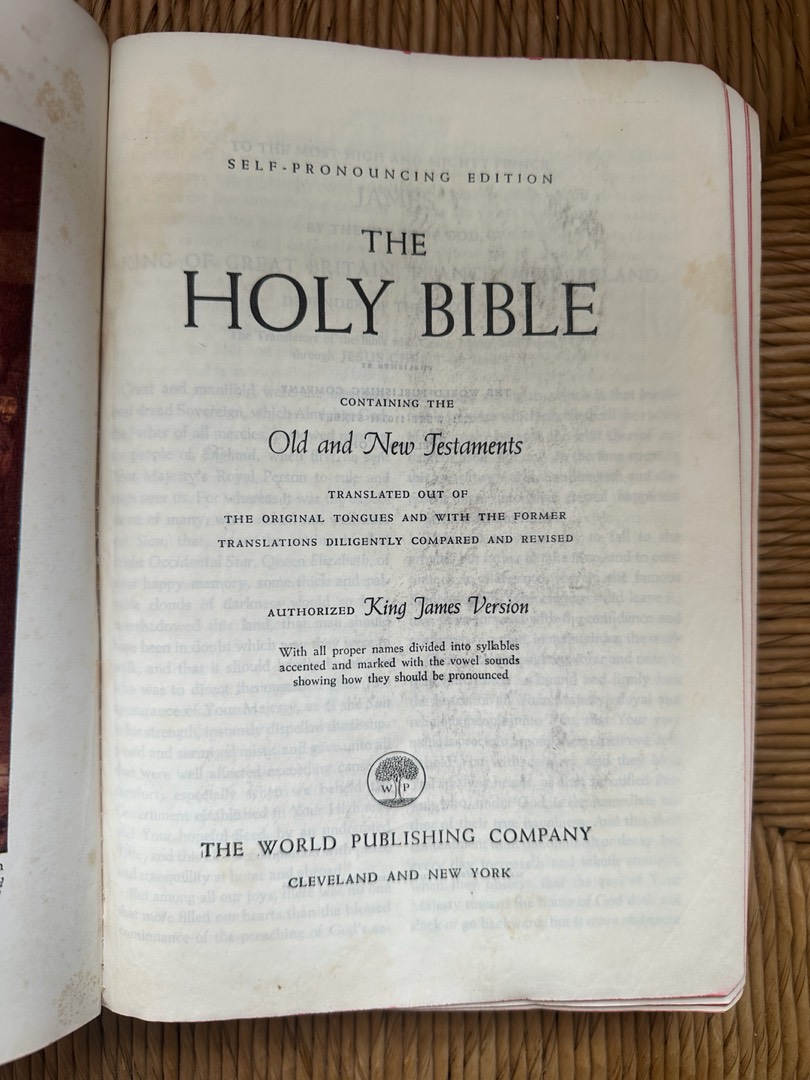 SELF-PRONOUNCING EDITION
THE
HOLY BIBLE
CONTAINING THE
Old and New Testaments
TRANSLATED OUT OF
THE ORIGINAL TONGUES AND WITH THE FORMER
TRANSLATIONS DILIGENTLY COMPARED AND REVISED
AUTHORIZED King James Version
With all proper names divided into syllables
accented and marked with the vowel sounds
showing how they should be pronounced
W P
THE WORLD PUBLISHING COMPANY
CLEVELAND AND NEW YORK